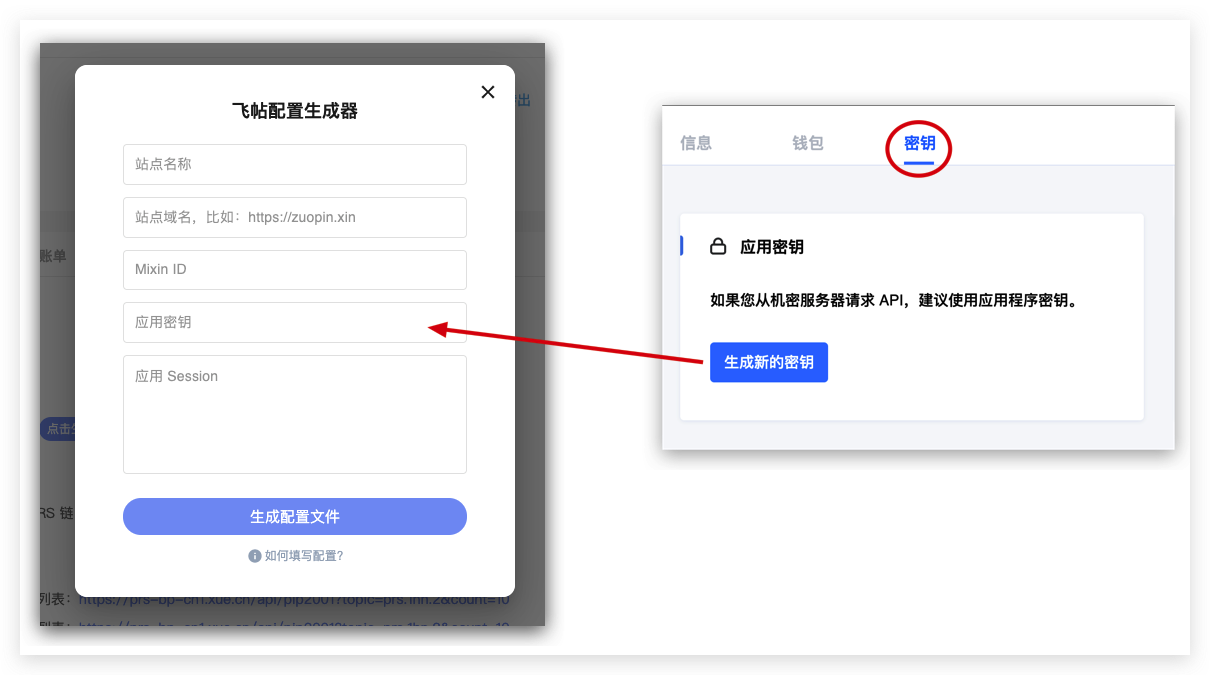 飞帖配置生成器
出
站点名称
站点域名，比如：https://zuopin.xin
账单
Mixin ID
应用密钥
应用 Session
点击
RS 链
生成配置文件
如何填写配置?
列表：https://prs-bp-cn1.xue.cn/api/pip2001?topic=prs.1hh.2&count=10
信息 钱包 密钥
应用密钥
如果您从机密服务器请求 API，建议使用应用程序密钥。
生成新的密钥